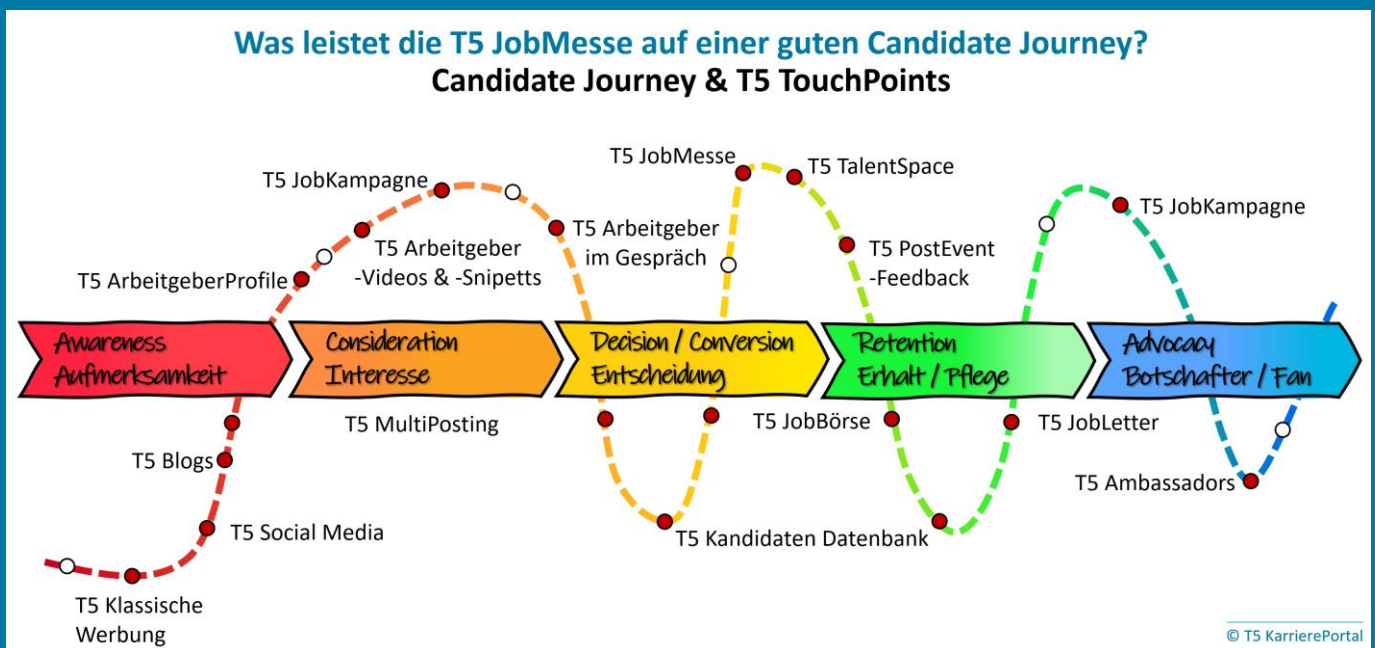 Was leistet die T5 JobMesse auf einer guten Candidate Journey?
Candidate Journey & T5 TouchPoints
T5 JobMesse
T5 TalentSpace
T5 JobKampagne
T5 JobKampagne
T5 Arbeitgeber
-Videos & -Snipetts
T5 Arbeitgeber
im Gespräch
T5 PostEvent
-Feedback
T5 ArbeitgeberProfile
Awareness
Aufmerksamkeit
Consideration
Interesse
Decision / Conversion
Entscheidung
Retention
Erhalt / Pflege
Advocacy
Botschafter / Fan
T5 MultiPosting
T5 JobBörse
T5 JobLetter
T5 Blogs
T5 Ambassadors
T5 Social Media
T5 Kandidaten Datenbank
T5 Klassische
Werbung
© T5 KarrierePortal